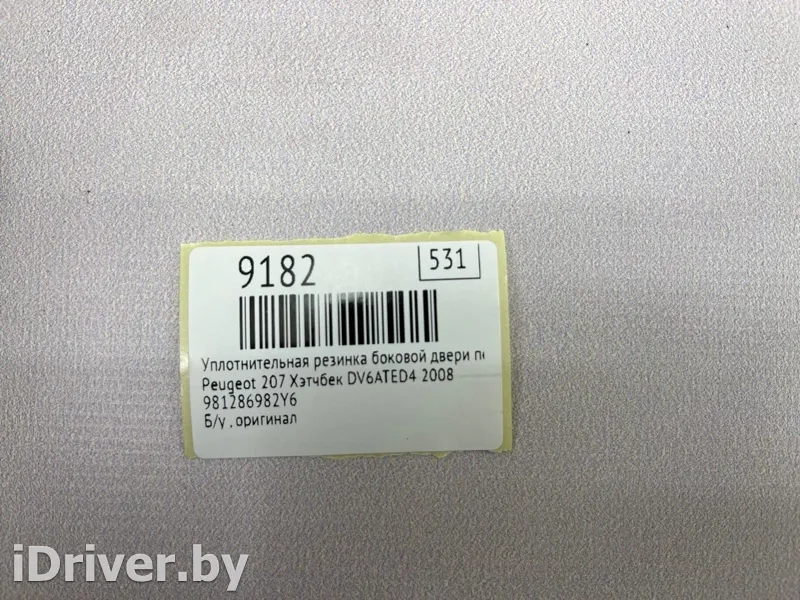 9182
531
Уплотнительная резинка боковой двери
Peugeot 207 Хэтчбек DV6ATED4 2008
981286982Y6
Б/у , оригинал
iDriver.by